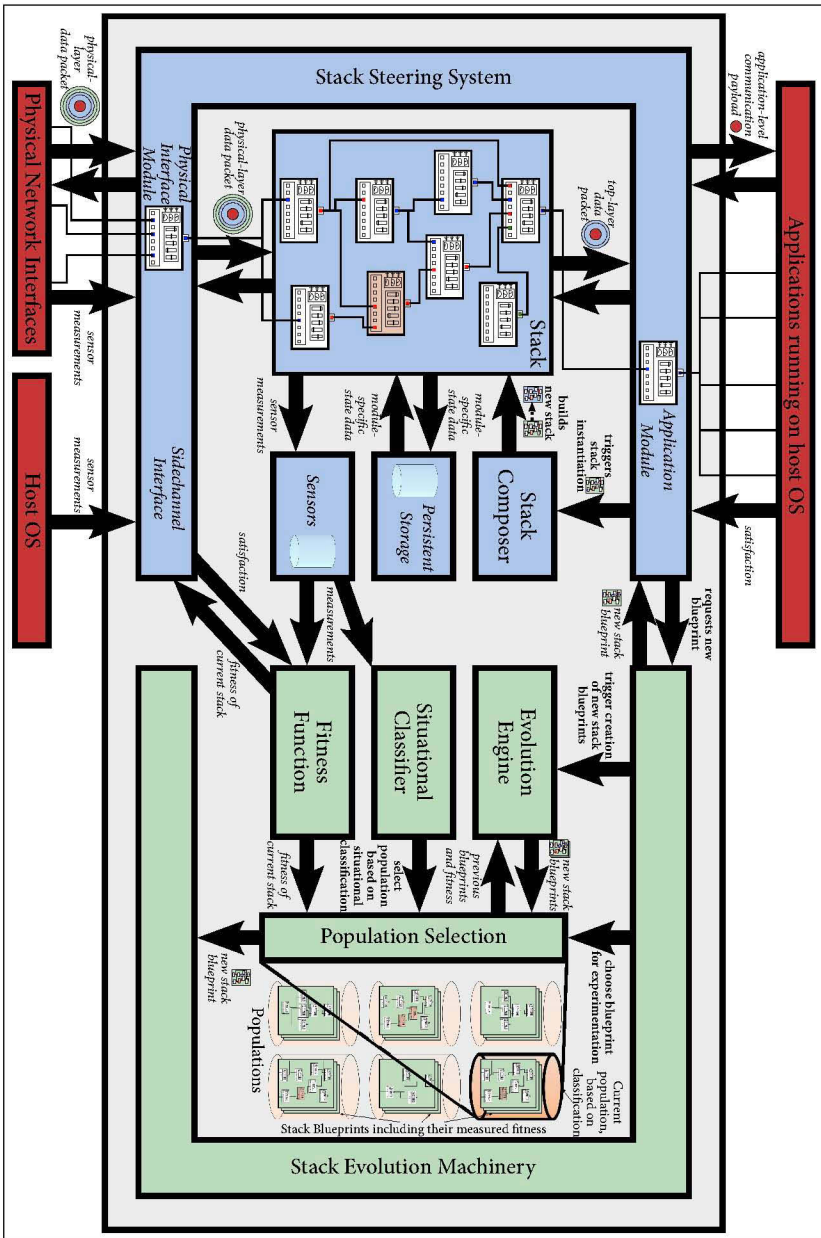 Applications running on host OS
application-level
communication
payload
satisfaction
Stack Steering System
Application
Module
requests new
blueprint
new stack
blueprint
top-layer
data
packet
Stack
physical-layer
data packet
triggers
stack
instantiation
builds
new stack
Stack
Composer
module-
specific
state data
module-
specific
state data
Persistent
Storage
sensor
measurements
Sensors
Physical
Interface
Module
Sidechannel
Interface
physical-
layer
data packet
Physical Network Interfaces
sensor
measurements
Host OS
sensor
measurements
satisfaction
measurements
fitness of
current stack
trigger creation
of new stack
blueprints
Evolution
Engine
Situational
Classifier
Fitness
Function
new stack
blueprints
previous
blueprints
and fitness
select
population
based on
situational
classification
fitness of
current stack
Population Selection
choose blueprint
for experimentation
new stack
blueprint
Current
population,
based on
classification
Populations
Stack Blueprints including their measured fitness
Stack Evolution Machinery